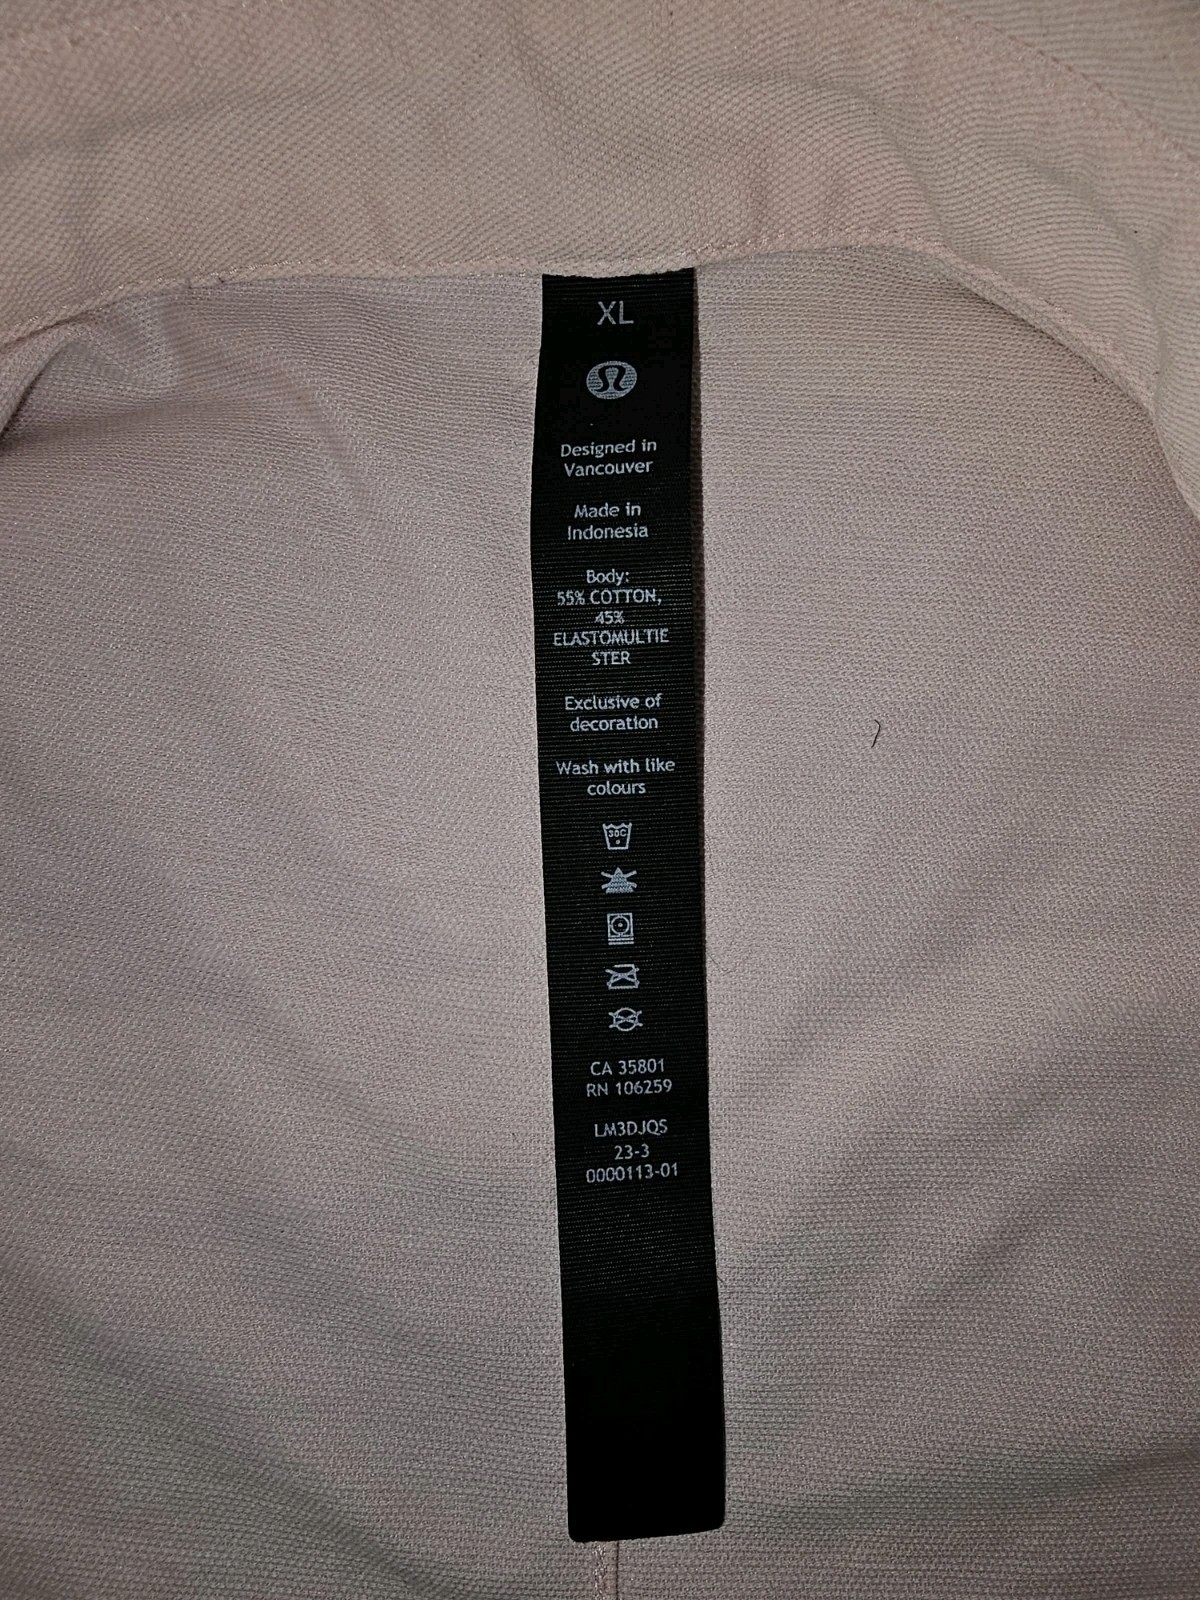 XL
Designed in
Vancouver
Made in
Indonesia
Body:
55% COTTON,
45%
ELASTOMULTIE
STER
Exclusive of
decoration
Wash with like
colours
30C
CA 35801
RN 106259
LM3DJQS
23-3
0000113-01